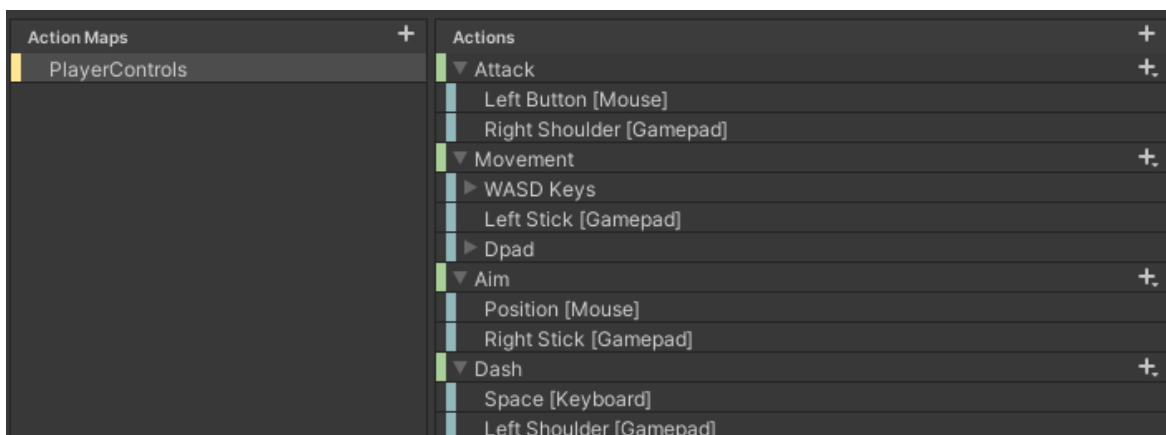 Action Maps
PlayerControls
Actions
Attack
Left Button [Mouse]
Right Shoulder [Gamepad]
Movement
WASD Keys
Left Stick [Gamepad]
Dpad
Aim
Position [Mouse]
Right Stick [Gamepad]
Dash
Space [Keyboard]
Left Shoulder [Gamepad]